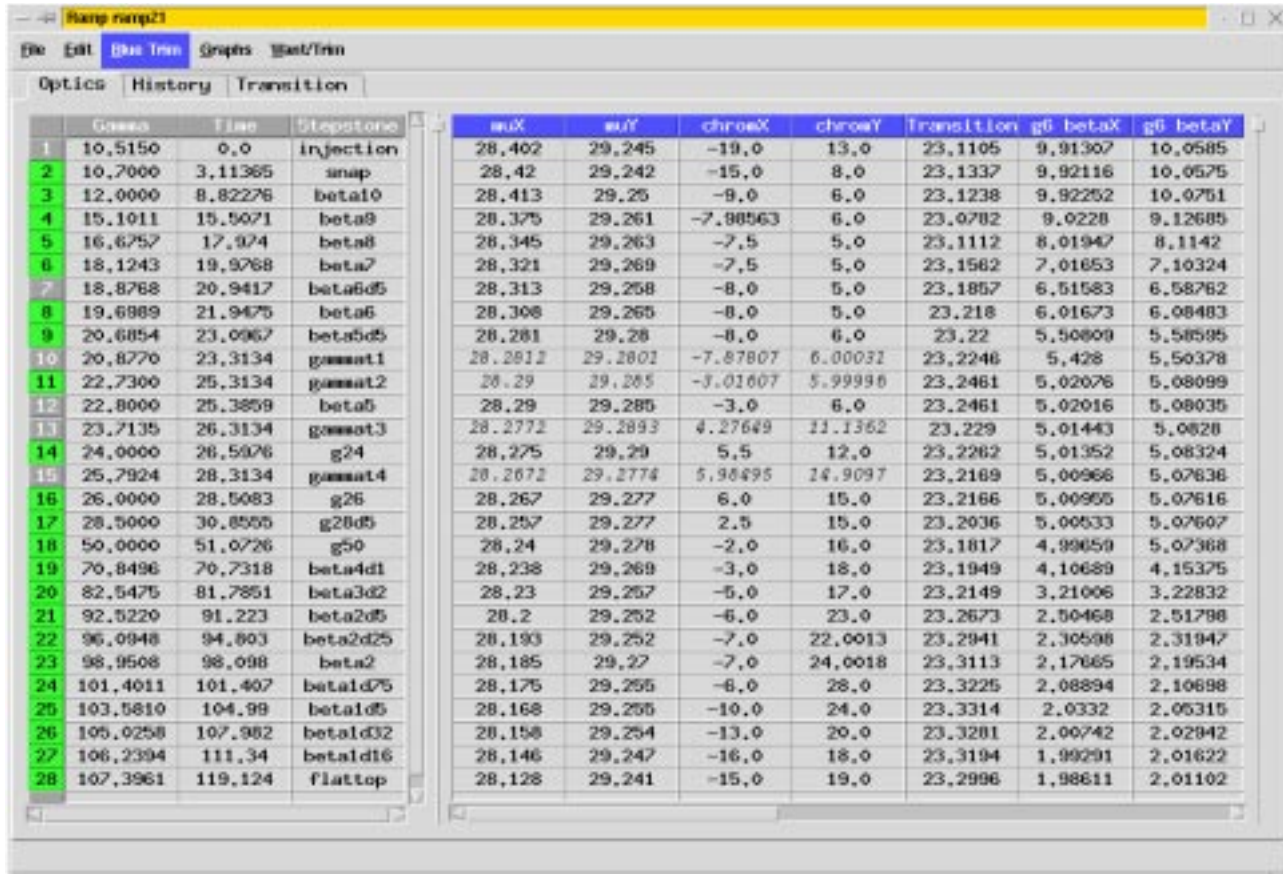 Ramp ramp21
File Edit Blue Trim Graphs Want/Trim
Optics History Transition
Gamma Time Stepstone muX muY chromX chromY Transition g6 betaX g6 betaY
1 10.5150 0.0 injection 28.402 29.245 -19.0 13.0 23.1105 9.91307 10.0585
2 10.7000 3.11365 snap 28.42 29.242 -15.0 8.0 23.1337 9.92116 10.0575
3 12.0000 8.82276 beta10 28.413 29.25 -9.0 6.0 23.1238 9.92252 10.0751
4 15.1011 15.5071 beta9 28.375 29.261 -7.98563 6.0 23.0782 9.0228 9.12685
5 16.6757 17.974 beta8 28.345 29.263 -7.5 5.0 23.1112 8.01947 8.1142
6 18.1243 19.9768 beta7 28.321 29.269 -7.5 5.0 23.1562 7.01653 7.10324
7 18.8768 20.9417 beta6d5 28.313 29.258 -8.0 5.0 23.1857 6.51583 6.58762
8 19.6989 21.9475 beta6 28.308 29.265 -8.0 5.0 23.218 6.01673 6.08483
9 20.6854 23.0967 beta5d5 28.281 29.28 -8.0 6.0 23.22 5.50809 5.58595
10 20.8770 23.3134 gammat1 28.2812 29.2802 -7.87807 6.00031 23.2246 5.428 5.50378
11 22.7300 25.3134 gammat2 28.29 29.285 -3.01607 5.99996 23.2461 5.02076 5.08099
12 22.8000 25.3859 beta5 28.29 29.285 -3.0 6.0 23.2461 5.02016 5.08035
13 23.7135 26.3134 gammat3 28.2772 29.2893 4.27649 11.1362 23.229 5.01443 5.0828
14 24.0000 26.5976 g24 28.275 29.29 5.5 12.0 23.2262 5.01352 5.08324
15 25.7924 28.3134 gammat4 28.2672 29.2774 5.98495 14.9097 23.2169 5.00966 5.07636
16 26.0000 28.5083 g26 28.267 29.277 6.0 15.0 23.2166 5.00955 5.07616
17 28.5000 30.8555 g28d5 28.257 29.277 2.5 15.0 23.2036 5.00533 5.07607
18 50.0000 51.0726 g50 28.24 29.278 -2.0 16.0 23.1817 4.99659 5.07368
19 70.8496 70.7318 beta4d1 28.238 29.269 -3.0 18.0 23.1949 4.10689 4.15375
20 82.5475 81.7851 beta3d2 28.23 29.257 -5.0 17.0 23.2149 3.21006 3.22832
21 92.5220 91.223 beta2d5 28.2 29.252 -6.0 23.0 23.2673 2.50468 2.51798
22 96.0948 94.803 beta2d25 28.193 29.252 -7.0 22.0013 23.2941 2.30598 2.31947
23 98.9508 98.098 beta2 28.185 29.27 -7.0 24.0018 23.3113 2.17665 2.19534
24 101.4011 101.407 beta1d75 28.175 29.255 -6.0 28.0 23.3225 2.08894 2.10698
25 103.5810 104.99 beta1d5 28.168 29.255 -10.0 24.0 23.3314 2.0332 2.05315
26 105.0258 107.982 beta1d32 28.158 29.254 -13.0 20.0 23.3281 2.00742 2.02942
27 106.2394 111.34 beta1d16 28.146 29.247 -16.0 18.0 23.3194 1.99291 2.01622
28 107.3961 119.124 flattop 28.128 29.241 -15.0 19.0 23.2996 1.98611 2.01102